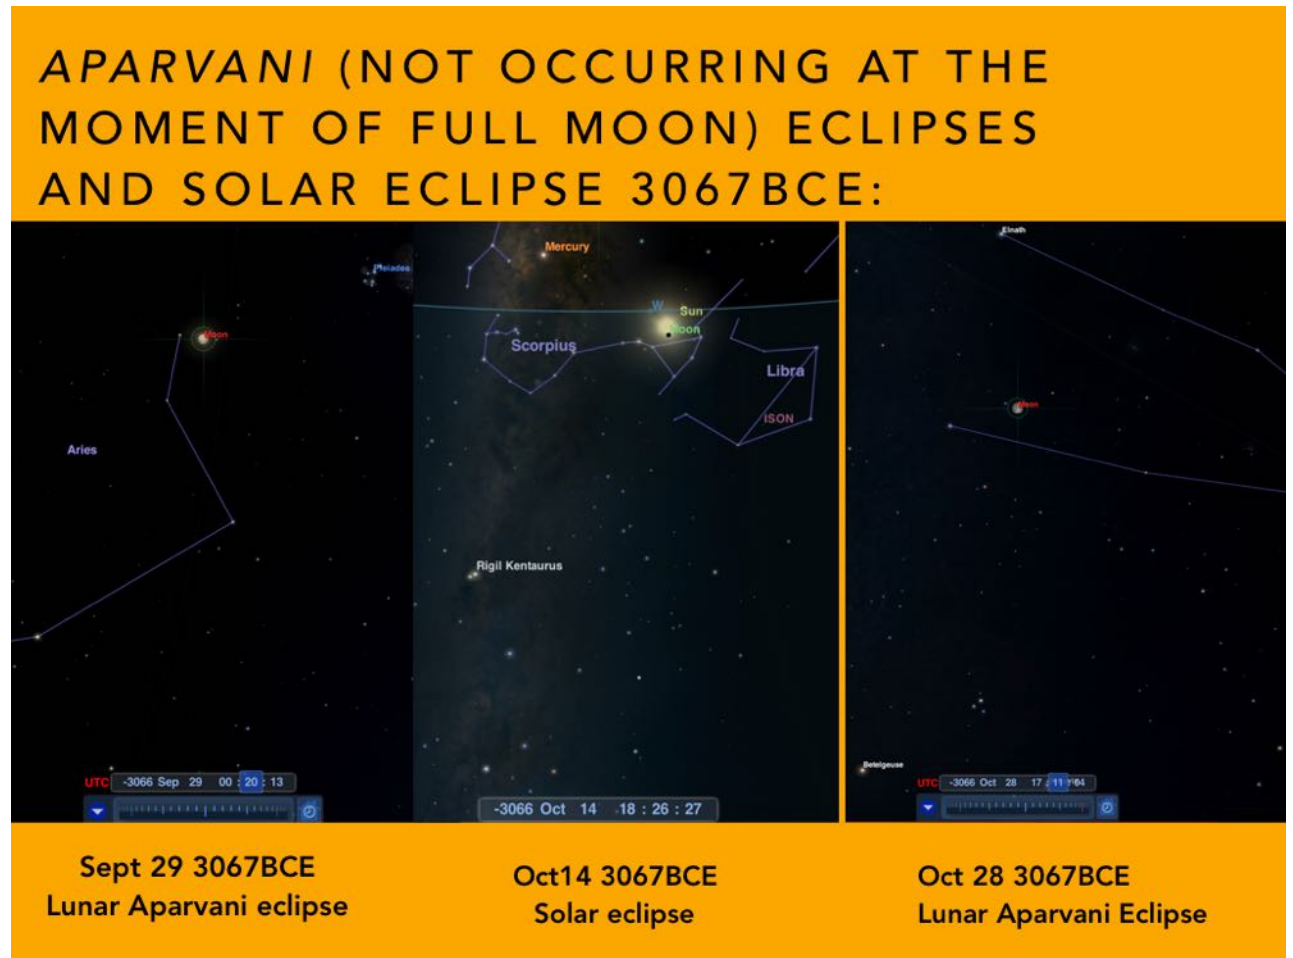 APARVANI (NOT OCCURRING AT THE
MOMENT OF FULL MOON) ECLIPSES
AND SOLAR ECLIPSE 3067BCE:
Pleiades
Moon
Aries
UTC -3066 Sep 29 00 : 20 : 13
Mercury
W
Sun
Moon
Scorpius
Libra
ISON
Rigil Kentaurus
-3066 Oct 14 18 : 26 : 27
Elnath
Moon
Betelgeuse
UTC -3066 Oct 28 17 : 11
Sept 29 3067BCE
Lunar Aparvani eclipse
Oct14 3067BCE
Solar eclipse
Oct 28 3067BCE
Lunar Aparvani Eclipse